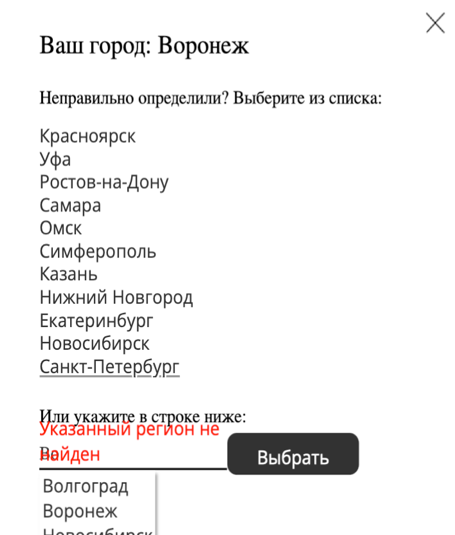 Ваш город: Воронеж
Неправильно определили? Выберите из списка:
Красноярск
Уфа
Ростов-на-Дону
Самара
Омск
Симферополь
Казань
Нижний Новгород
Екатеринбург
Новосибирск
Санкт-Петербург
Или укажите в строке ниже:
Указанный регион не
найден
Во
Выбрать
Волгоград
Воронеж
Новосибирск